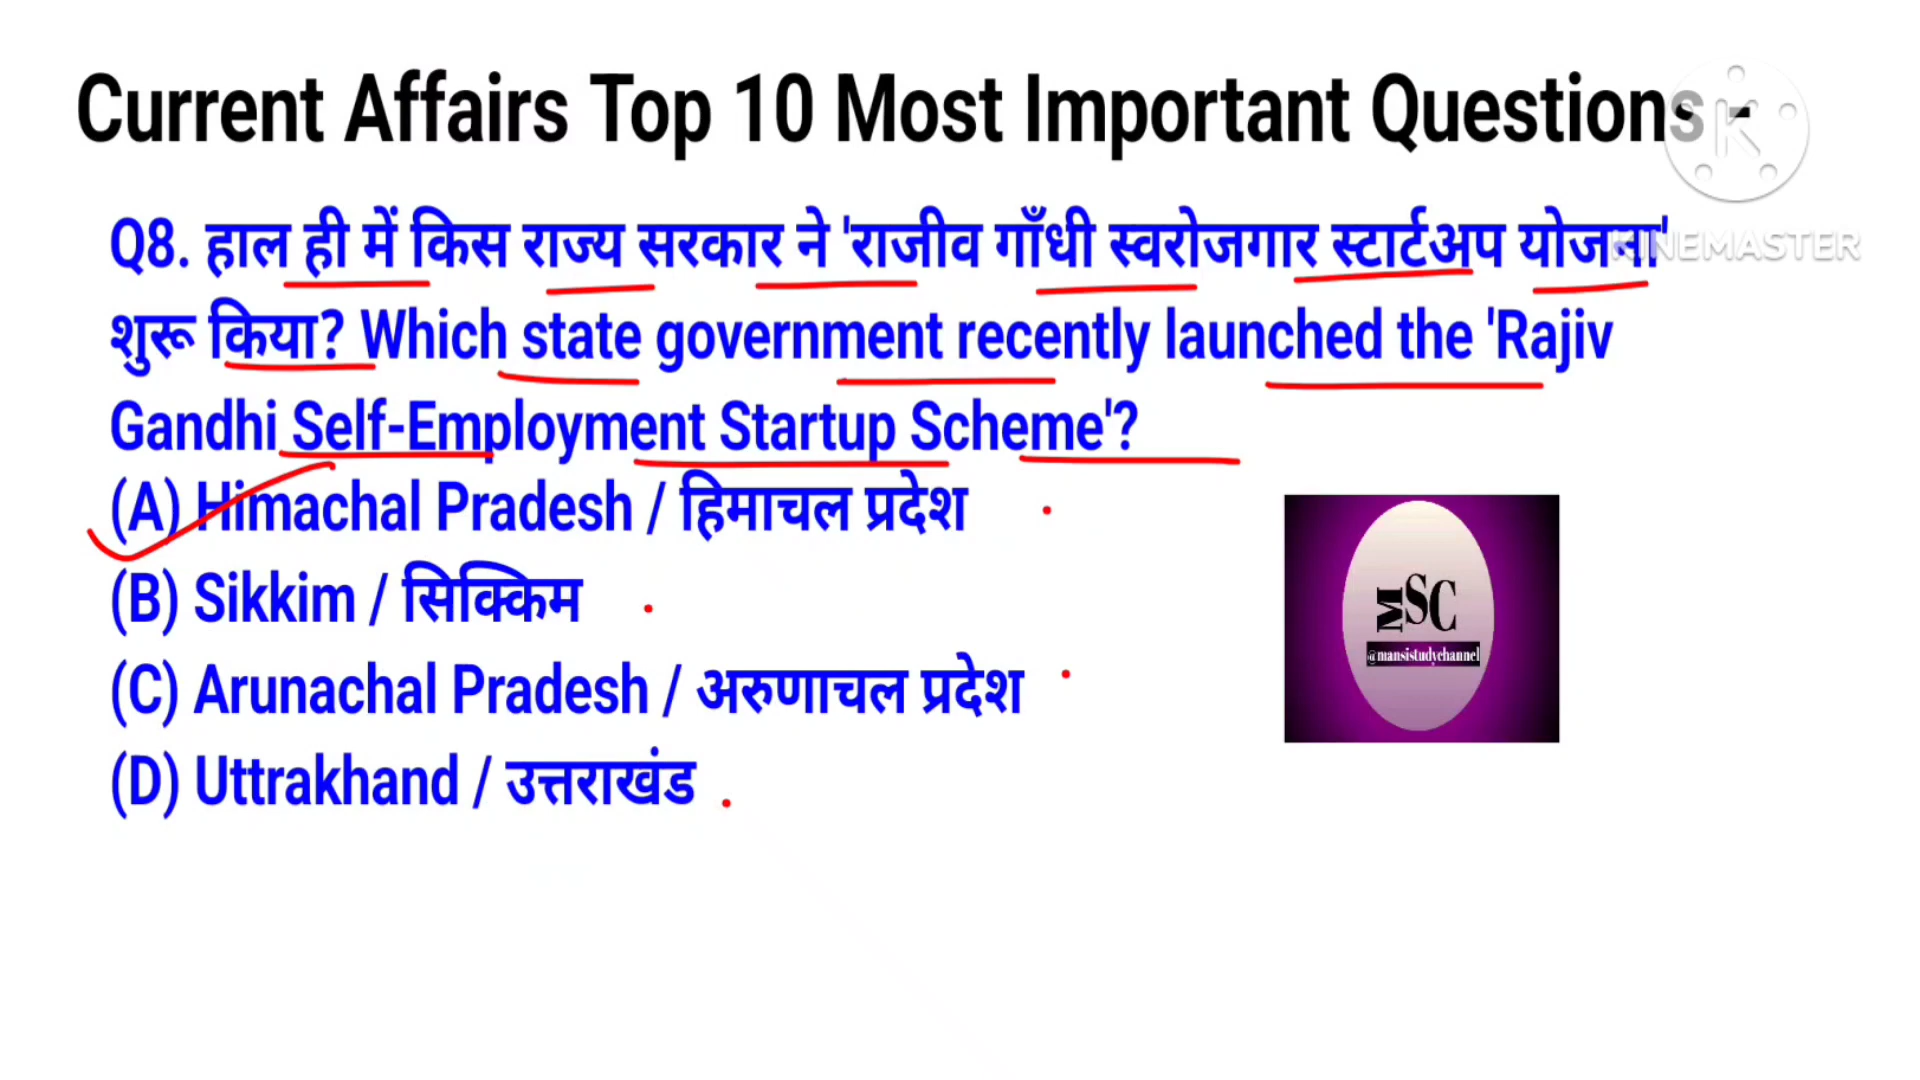 Current Affairs Top 10 Most Important Questions -
Q8. हाल ही में किस राज्य सरकार ने 'राजीव गाँधी स्वरोजगार स्टार्टअप योजना'
शुरू किया? Which state government recently launched the 'Rajiv
Gandhi Self-Employment Startup Scheme'?
(A) Himachal Pradesh / हिमाचल प्रदेश
(B) Sikkim / सिक्किम
(C) Arunachal Pradesh / अरुणाचल प्रदेश
(D) Uttrakhand / उत्तराखंड
K
KINEMASTER
MSC
@mansistudychannel